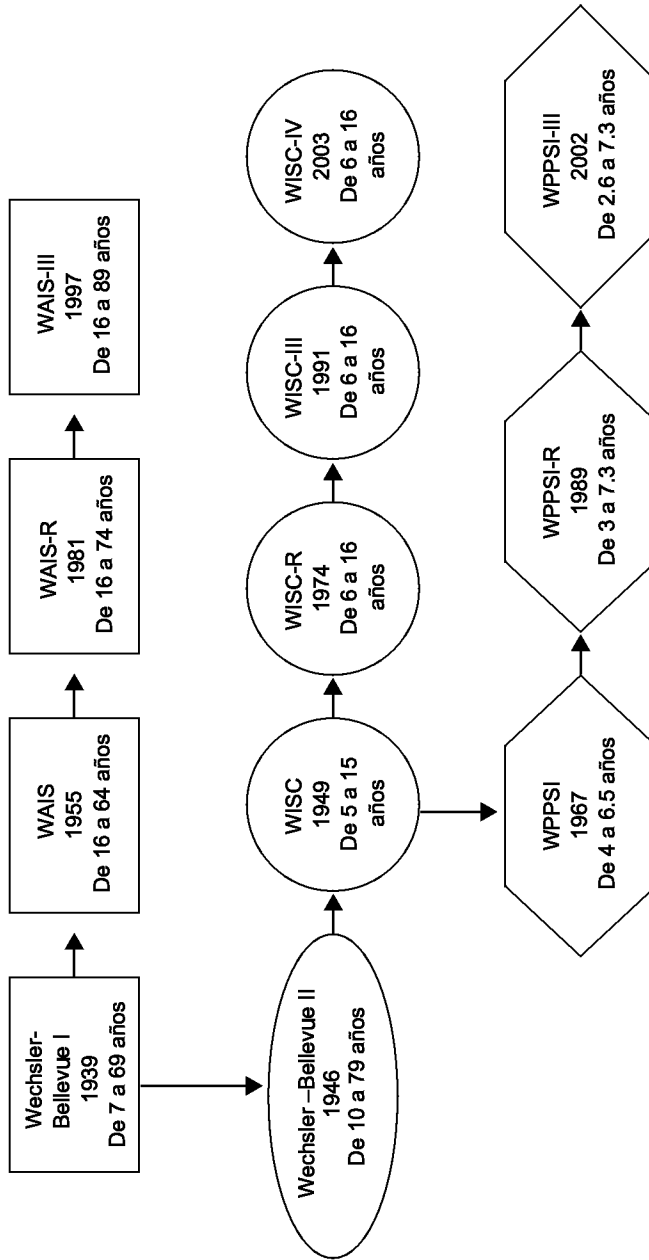 Wechsler-
Bellevue I
1939
De 7 a 69 años
WAIS
1955
De 16 a 64 años
WAIS-R
1981
De 16 a 74 años
WAIS-III
1997
De 16 a 89 años
Wechsler –Bellevue II
1946
De 10 a 79 años
WISC
1949
De 5 a 15
años
WISC-R
1974
De 6 a 16
años
WISC-III
1991
De 6 a 16
años
WISC-IV
2003
De 6 a 16
años
WPPSI
1967
De 4 a 6.5 años
WPPSI-R
1989
De 3 a 7.3 años
WPPSI-III
2002
De 2.6 a 7.3 años